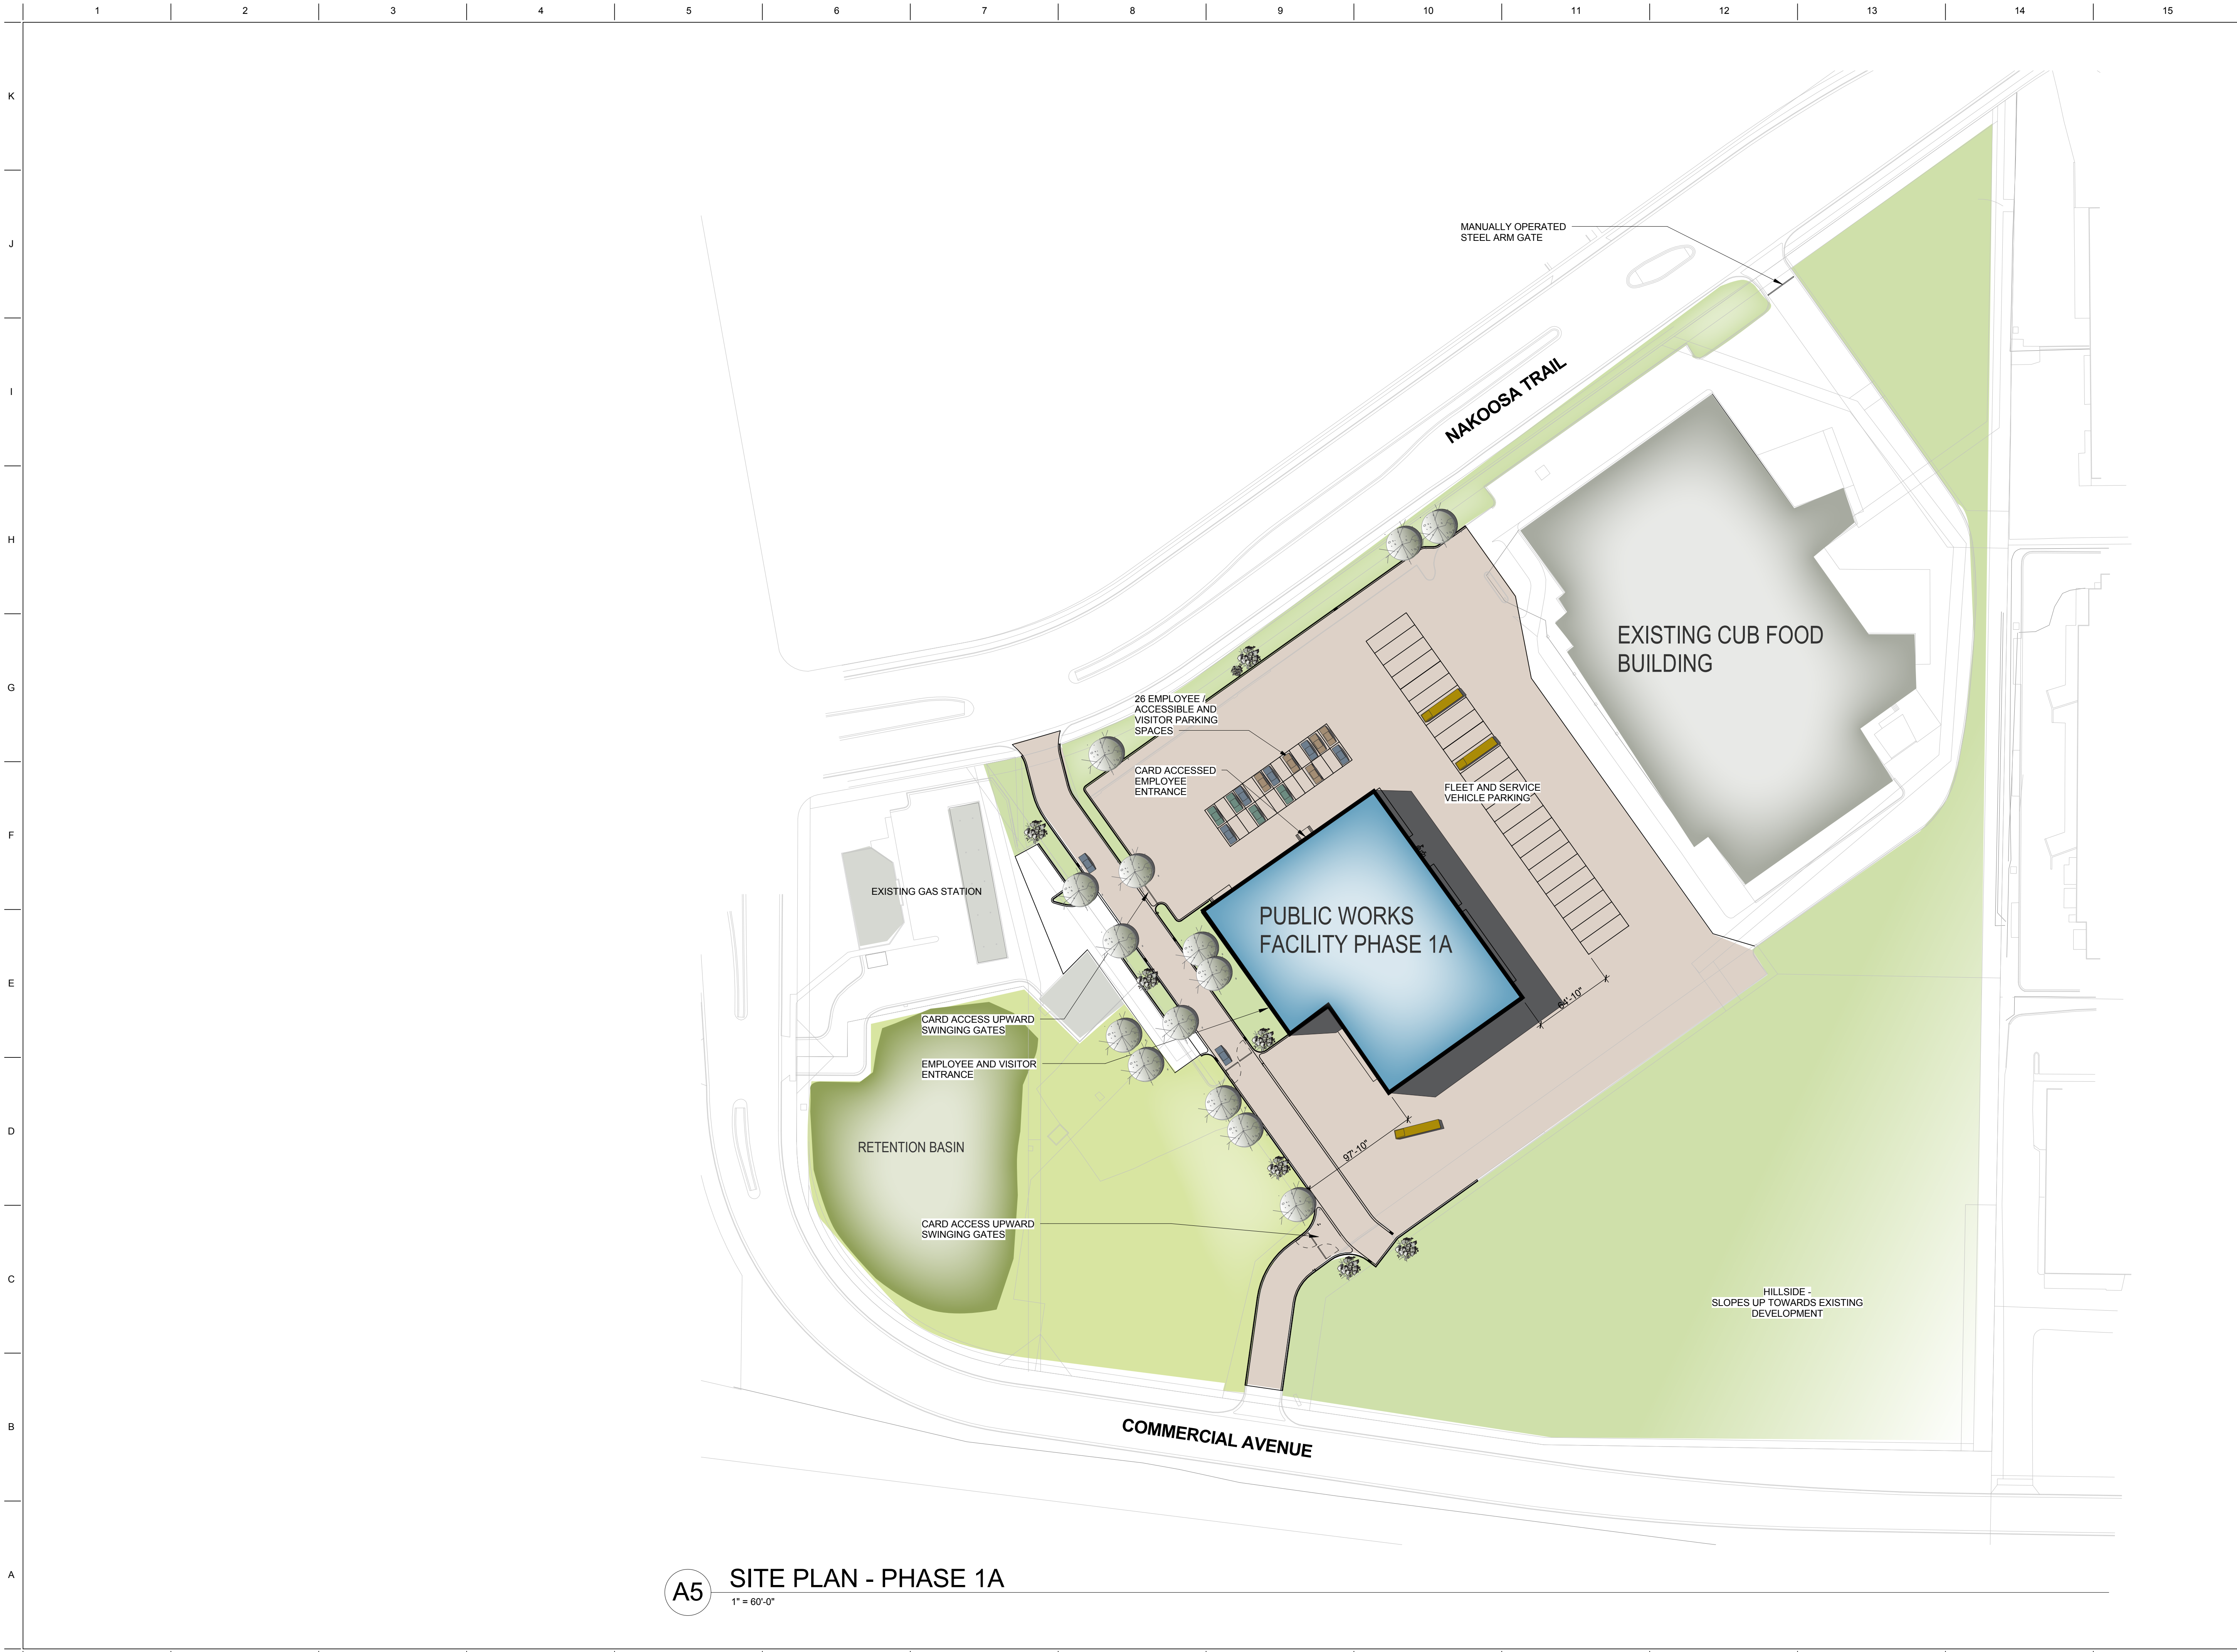 1 2 3 4 5 6 7 8 9 10 11 12 13 14 15
K
J
I
H
G
F
E
D
C
B
A
MANUALLY OPERATED
STEEL ARM GATE
NAKOOSA TRAIL
EXISTING CUB FOOD
BUILDING
26 EMPLOYEE /
ACCESSIBLE AND
VISITOR PARKING
SPACES
CARD ACCESSED
EMPLOYEE
ENTRANCE
FLEET AND SERVICE
VEHICLE PARKING
EXISTING GAS STATION
PUBLIC WORKS
FACILITY PHASE 1A
64'-10"
CARD ACCESS UPWARD
SWINGING GATES
EMPLOYEE AND VISITOR
ENTRANCE
RETENTION BASIN
97'-10"
CARD ACCESS UPWARD
SWINGING GATES
HILLSIDE -
SLOPES UP TOWARDS EXISTING
DEVELOPMENT
COMMERCIAL AVENUE
A5
SITE PLAN - PHASE 1A
1" = 60'-0"